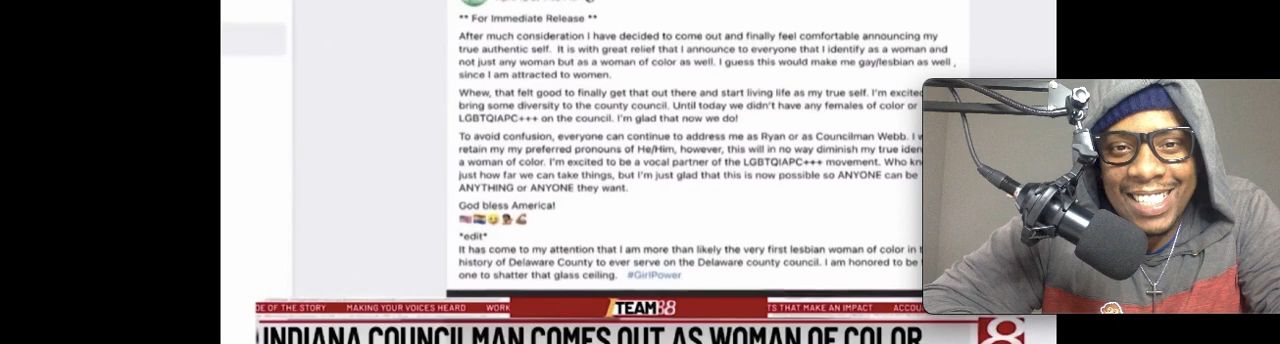 ** For Immediate Release **
After much consideration I have decided to come out and finally feel comfortable announcing my
true authentic self. It is with great relief that I announce to everyone that I identify as a woman and
not just any woman but as a woman of color as well. I guess this would make me gay/lesbian as well ,
since I am attracted to women.
Whew, that felt good to finally get that out there and start living life as my true self. I'm excited
bring some diversity to the county council. Until today we didn't have any females of color or
LGBTQIAPC+++ on the council. I'm glad that now we do!
To avoid confusion, everyone can continue to address me as Ryan or as Councilman Webb. I
retain my my preferred pronouns of He/Him, however, this will in no way diminish my true
a woman of color. I'm excited to be a vocal partner of the LGBTQIAPC+++ movement. Who
just how far we can take things, but I'm just glad that this is now possible so ANYONE can be
ANYTHING or ANYONE they want.
God bless America!
*edit*
It has come to my attention that I am more than likely the very first lesbian woman of color in
history of Delaware County to ever serve on the Delaware county council. I am honored to be
one to shatter that glass ceiling. #GirlPower
DE OF THE STORY MAKING YOUR VOICES HEARD WORK TEAM 8 TS THAT MAKE AN IMPACT ACCOU
INDIANA COUNCILMAN COMES OUT AS WOMAN OF COLOR 8